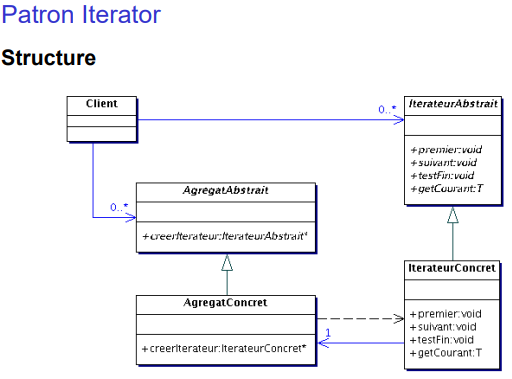 Patron Iterator
Structure
Client
0..*
IterateurAbstrait
+premier:void
+suivant:void
+testFin:void
+getCourant:T
0..*
AgregatAbstrait
+creerIterateur:IterateurAbstrait*
IterateurConcret
+premier:void
+suivant:void
+testFin:void
+getCourant:T
AgregatConcret
+creerIterateur:IterateurConcret*
1